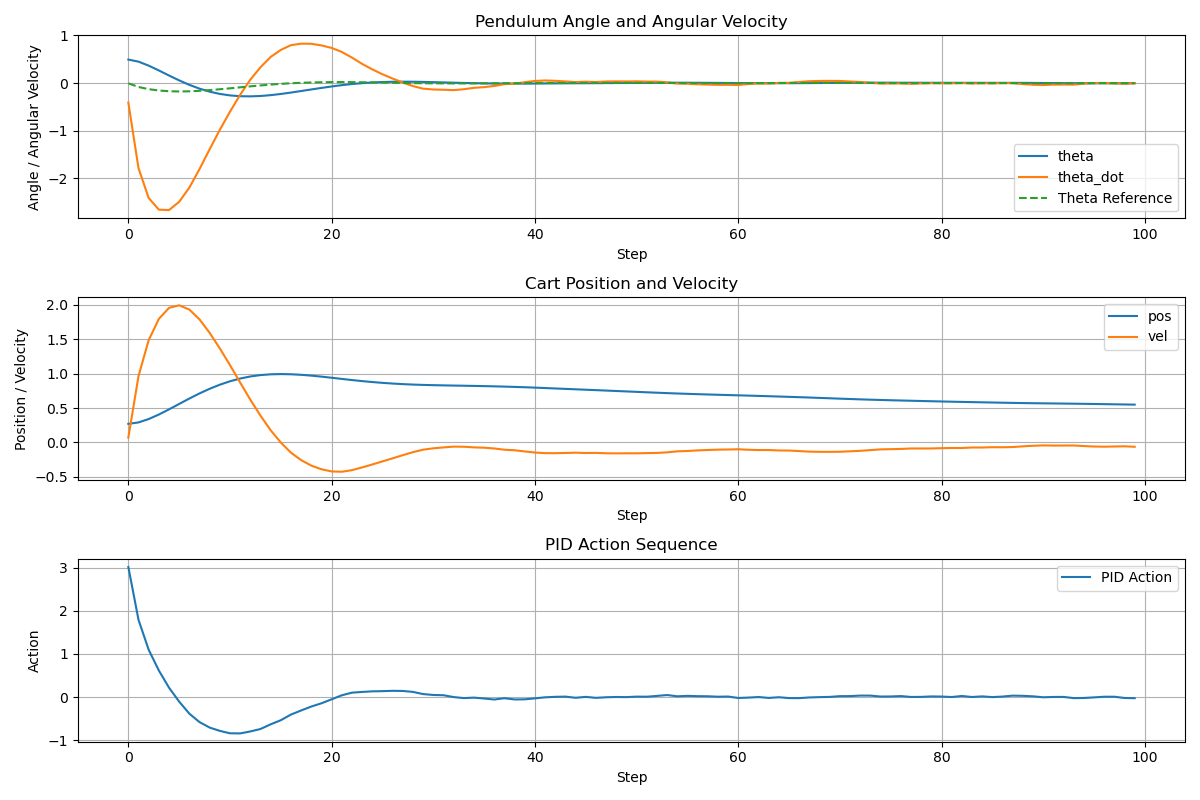 Pendulum Angle and Angular Velocity
Angle / Angular Velocity
1
0
−1
−2
theta
theta_dot
Theta Reference
0 20 40 60 80 100
Step
Cart Position and Velocity
Position / Velocity
2.0
1.5
1.0
0.5
0.0
−0.5
pos
vel
0 20 40 60 80 100
Step
PID Action Sequence
Action
3
2
1
0
−1
PID Action
0 20 40 60 80 100
Step